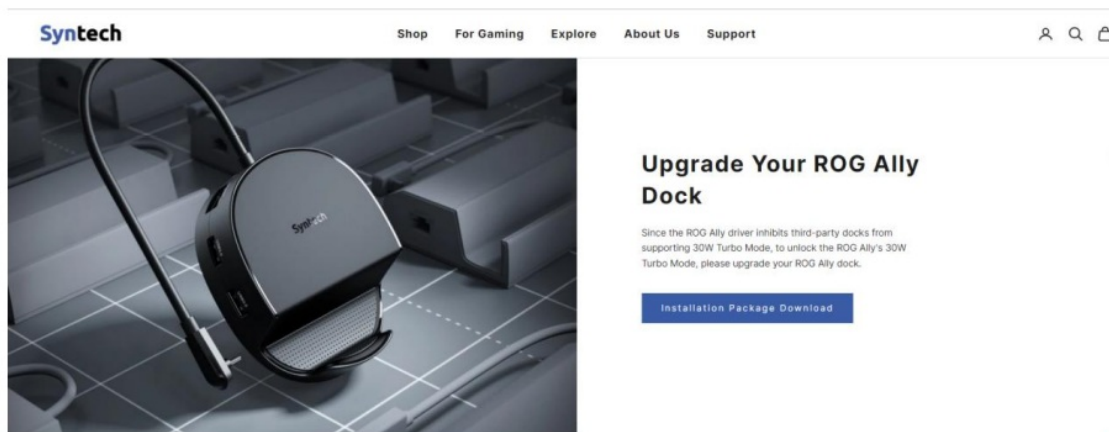 Syntech
Shop For Gaming Explore About Us Support
Syntech
Upgrade Your ROG Ally
Dock
Since the ROG Ally driver inhibits third-party docks from
supporting 30W Turbo Mode, to unlock the ROG Ally's 30W
Turbo Mode, please upgrade your ROG Ally dock.
Installation Package Download